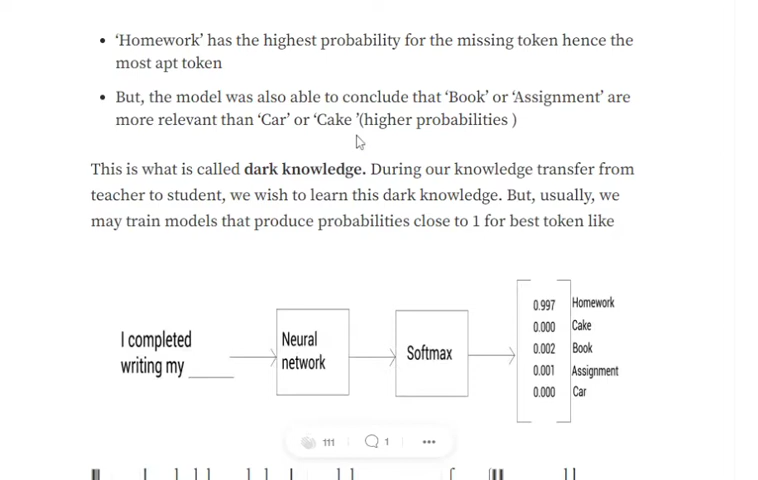 • ‘Homework’ has the highest probability for the missing token hence the
most apt token
• But, the model was also able to conclude that ‘Book’ or ‘Assignment’ are
more relevant than ‘Car’ or ‘Cake ’(higher probabilities )
This is what is called dark knowledge. During our knowledge transfer from
teacher to student, we wish to learn this dark knowledge. But, usually, we
may train models that produce probabilities close to 1 for best token like
I completed
writing my ____
Neural
network
Softmax
0.997 Homework
0.000 Cake
0.002 Book
0.001 Assignment
0.000 Car
111 1